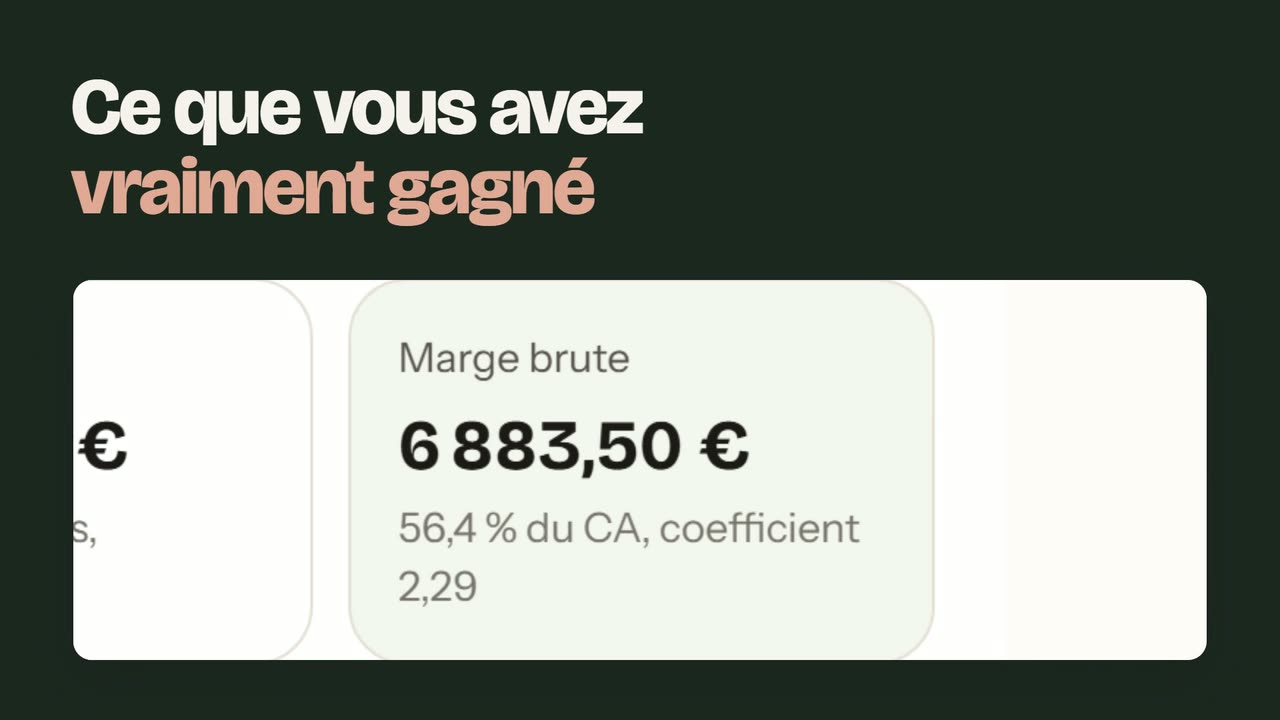 Ce que vous avez
vraiment gagné
Marge brute
€
6 883,50 €
s,
56,4 % du CA, coefficient
2,29